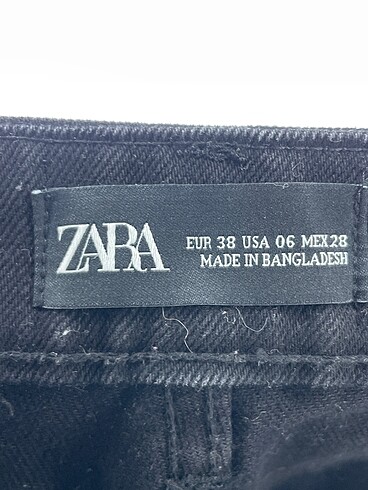 ZARA
EUR 38 USA 06 MEX 28
MADE IN BANGLADESH